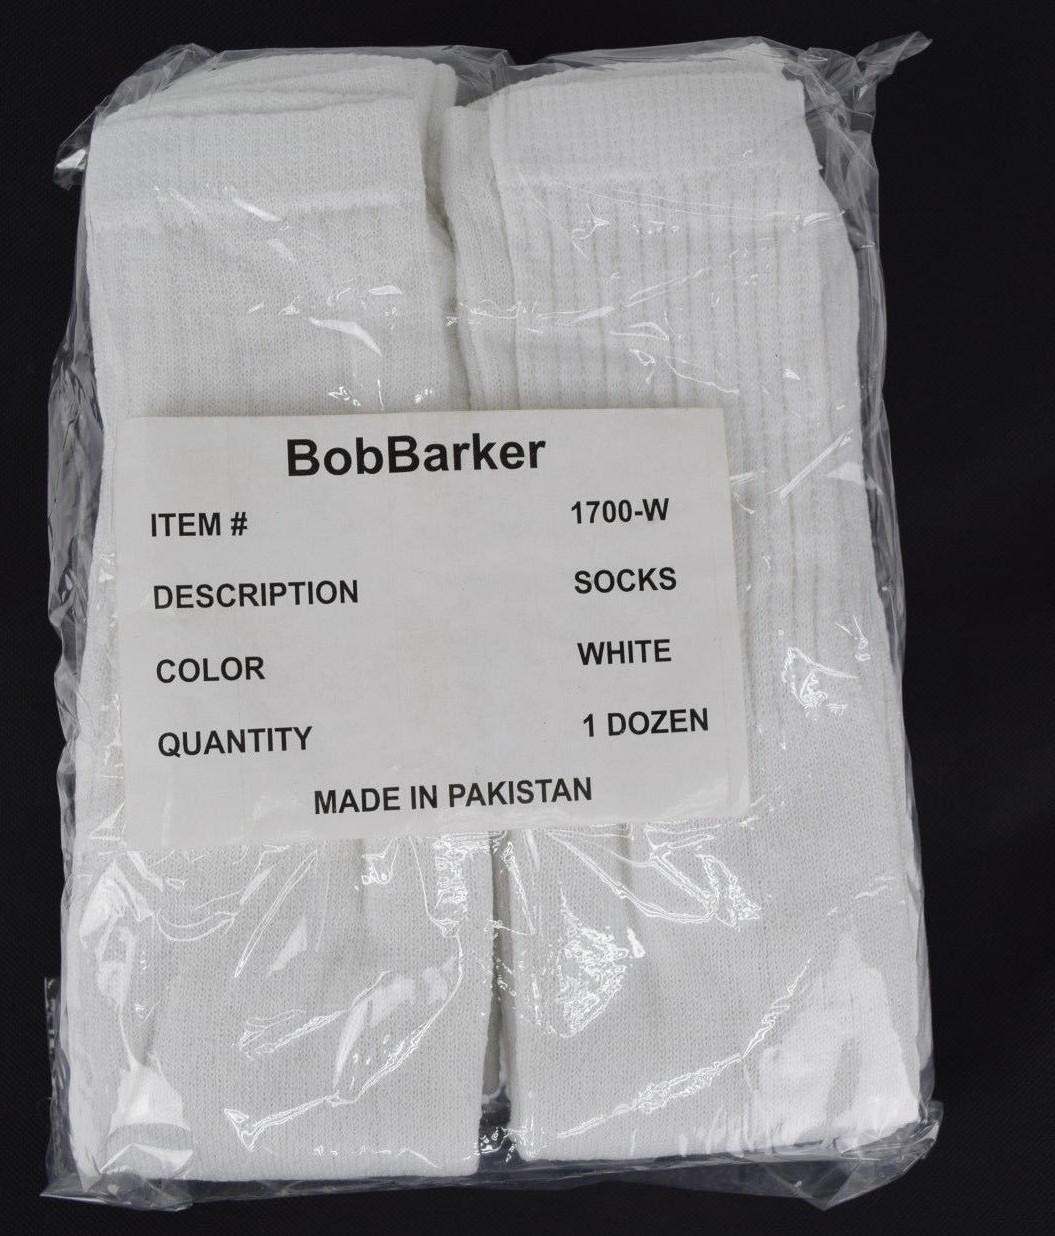 BobBarker
ITEM # 1700-W
DESCRIPTION SOCKS
COLOR WHITE
QUANTITY 1 DOZEN
MADE IN PAKISTAN